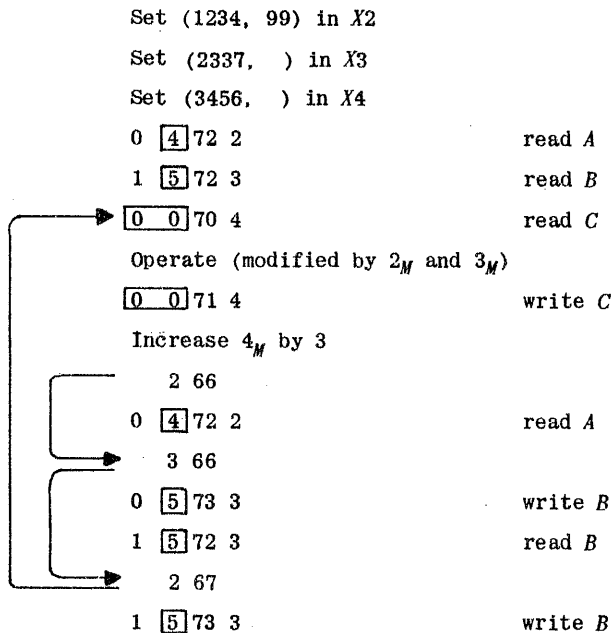 Set (1234, 99) in X2
Set (2337, ) in X3
Set (3456, ) in X4
0 4 72 2 read A
1 5 72 3 read B
0 0 70 4 read C
Operate (modified by 2M and 3M)
0 0 71 4 write C
Increase 4M by 3
2 66
0 4 72 2 read A
3 66
0 5 73 3 write B
1 5 72 3 read B
2 67
1 5 73 3 write B